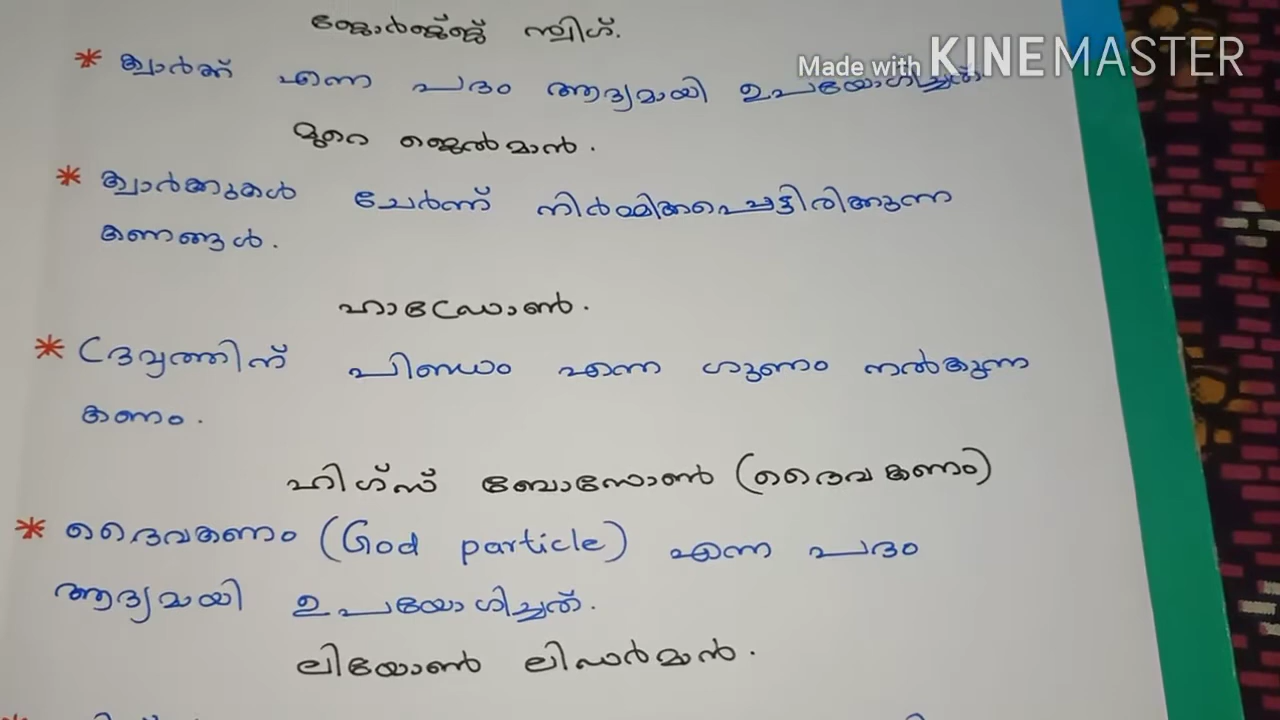 ജോർജ്ജ് സ്വിഗ്.
Made with KINEMASTER
* ക്വാർക്ക് എന്ന പദം ആദ്യമായി ഉപയോഗിച്ചത്
മുറെ ജെൽമാൻ.
* ക്വാർക്കുകൾ ചേർന്ന് നിർമ്മിക്കപ്പെട്ടിരിക്കുന്ന
കണങ്ങൾ.
ഹാഡ്രോൺ.
* ദ്രവ്യത്തിന് പിണ്ഡം എന്ന ഗുണം നൽകുന്ന
കണം.
ഹിഗ്സ് ബോസോൺ (ദൈവകണം)
* ദൈവകണം (God particle) എന്ന പദം
ആദ്യമായി ഉപയോഗിച്ചത്.
ലിയോൺ ലിഡർമാൻ.